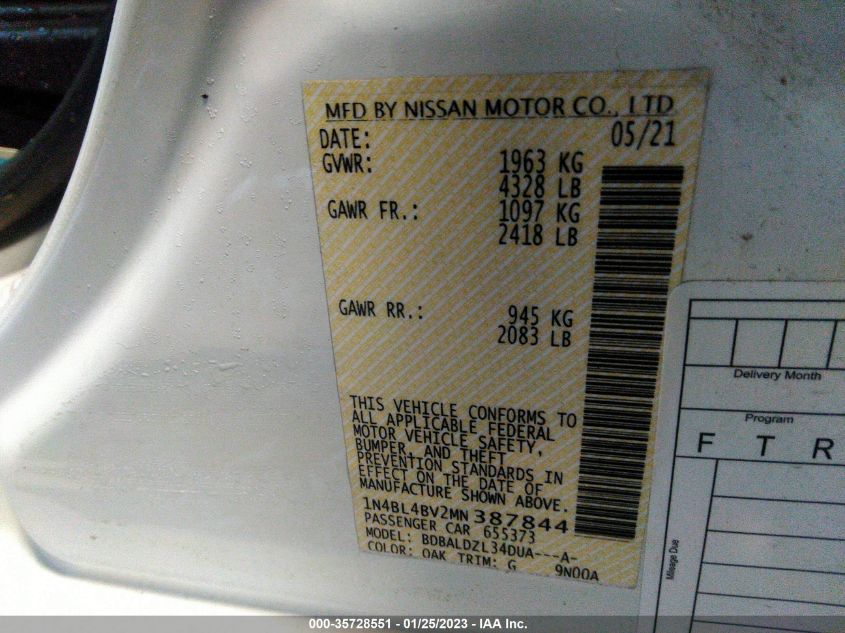 MFD BY NISSAN MOTOR CO., LTD
DATE: 05/21
GVWR: 1963 KG
4328 LB
GAWR FR.: 1097 KG
2418 LB
GAWR RR.: 945 KG
2083 LB
THIS VEHICLE CONFORMS TO
ALL APPLICABLE FEDERAL
MOTOR VEHICLE SAFETY,
BUMPER, AND THEFT
PREVENTION STANDARDS IN
EFFECT ON THE DATE OF
MANUFACTURE SHOWN ABOVE.
1N4BL4BV2MN387844
PASSENGER CAR 655373
MODEL: BDBALDZL34DUA---A-
COLOR: QAK TRIM: G 9N00A
Delivery Month
Program
F T R
Mileage Due
000-35728551 - 01/25/2023 - IAA Inc.